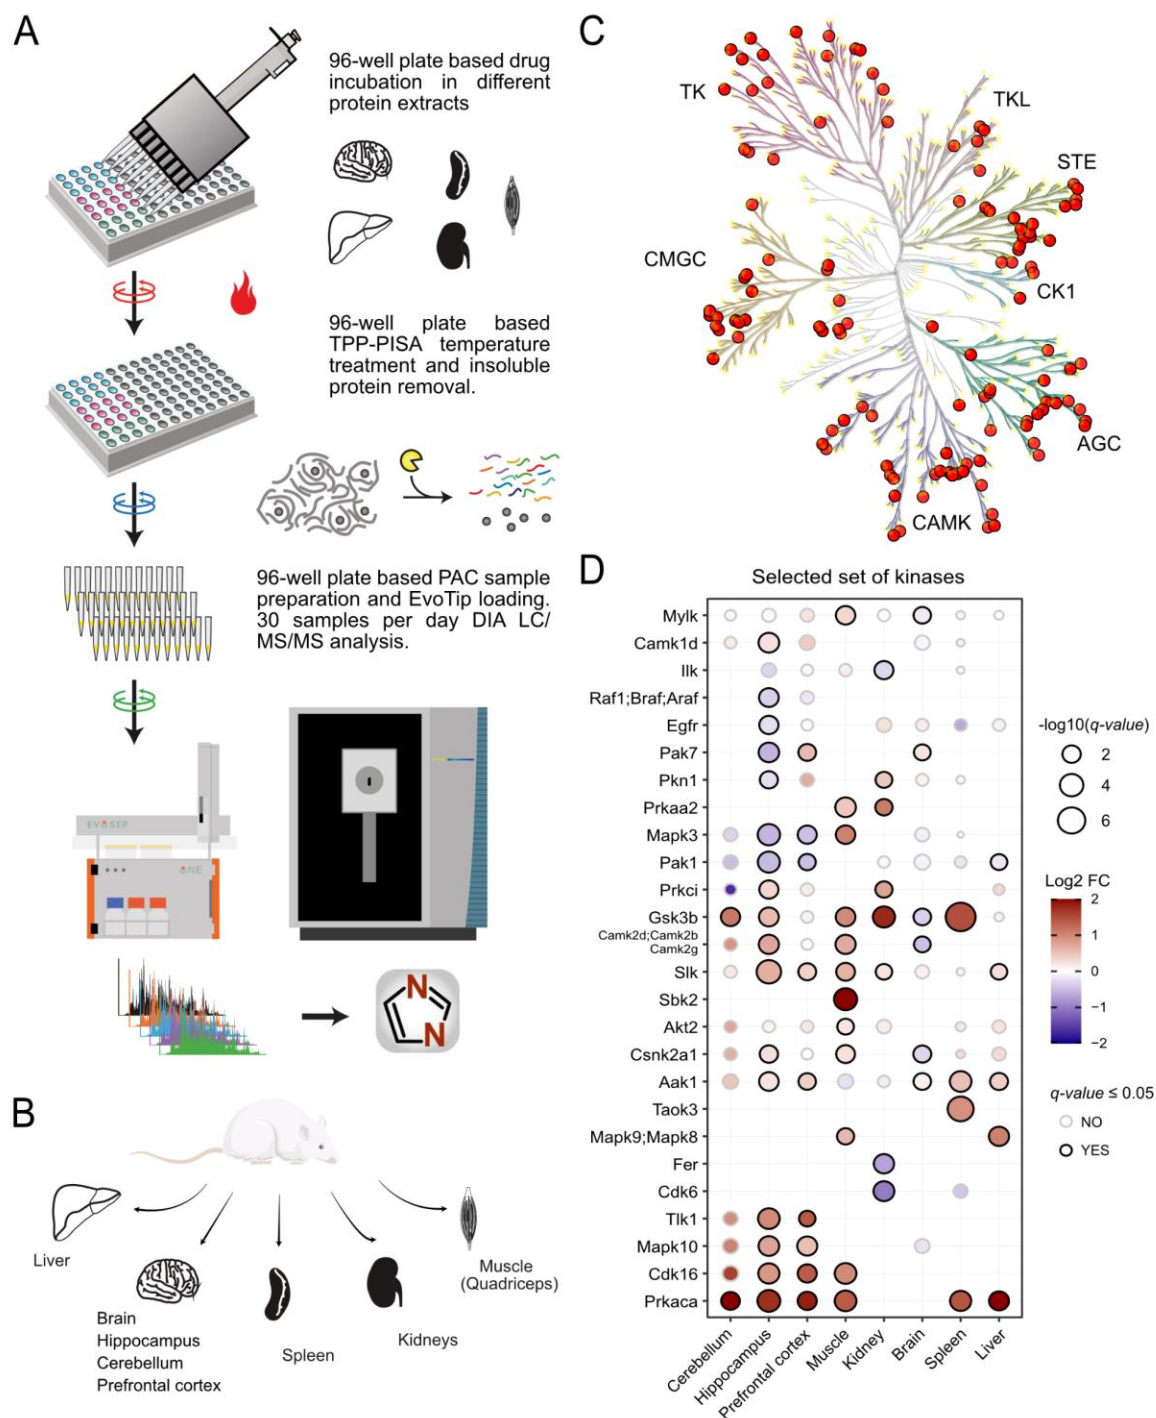 A
96-well plate based drug
incubation in different
protein extracts
96-well plate based
TPP-PISA temperature
treatment and insoluble
protein removal.
96-well plate based PAC sample
preparation and EvoTip loading.
30 samples per day DIA LC/
MS/MS analysis.
EVOSEP
ONE
N
N
B
Liver
Brain
Hippocampus
Cerebellum
Prefrontal cortex
Spleen
Kidneys
Muscle
(Quadriceps)
C
TK
TKL
STE
CMGC
CK1
AGC
CAMK
D
Selected set of kinases
Mylk
Camk1d
Ilk
Raf1;Braf;Araf
Egfr
Pak7
Pkn1
Prkaa2
Mapk3
Pak1
Prkci
Gsk3b
Camk2d;Camk2b
Camk2g
Slk
Sbk2
Akt2
Csnk2a1
Aak1
Taok3
Mapk9;Mapk8
Fer
Cdk6
Tlk1
Mapk10
Cdk16
Prkaca
Cerebellum
Hippocampus
Prefrontal cortex
Muscle
Kidney
Brain
Spleen
Liver
-log10(q-value)
2
4
6
Log2 FC
2
1
0
−1
−2
q-value ≤ 0.05
NO
YES